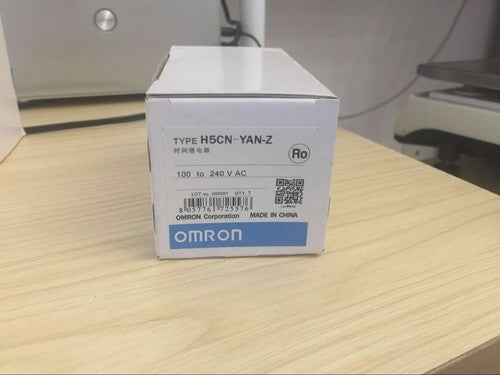 TYPE H5CN-YAN-Z
时间继电器
Ro
100 to 240 V AC
QTY. 1
OMRON Corporation MADE IN CHINA
OMRON